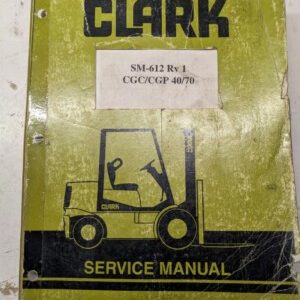 CLARK
SM-612 Rv 1
CGC/CGP 40/70
CLARK
SERVICE MANUAL